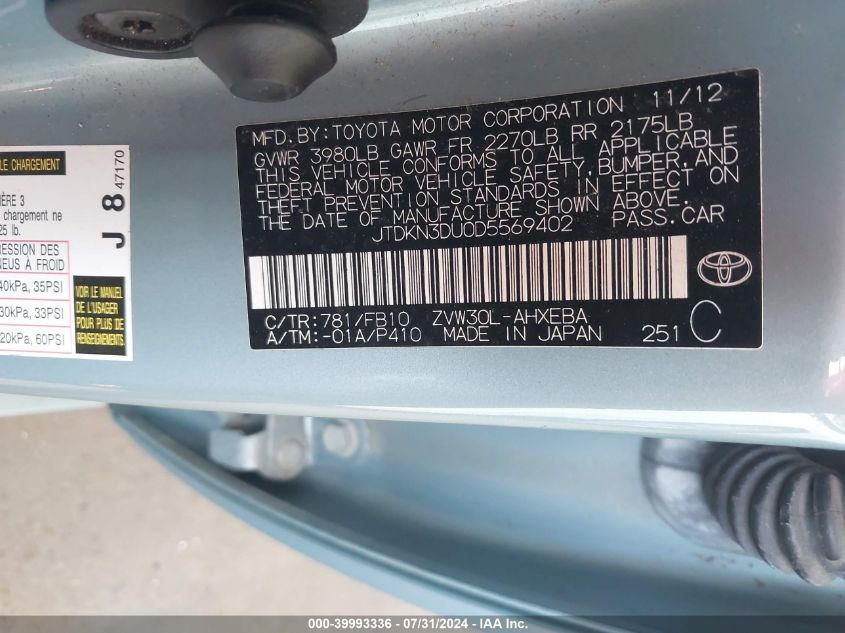 LE CHARGEMENT
IÈRE 3
chargement ne
25 lb.
RESSION DES
NEUS À FROID
40kPa, 35PSI
30kPa, 33PSI
20kPa, 60PSI
J 8 47170
VOIR LE MANUEL
DE L'USAGER
POUR PLUS DE
RENSEIGNEMENTS
MFD. BY: TOYOTA MOTOR CORPORATION 11/12
GVWR 3980LB GAWR FR 2270LB RR 2175LB
THIS VEHICLE CONFORMS TO ALL APPLICABLE
FEDERAL MOTOR VEHICLE SAFETY, BUMPER, AND
THEFT PREVENTION STANDARDS IN EFFECT ON
THE DATE OF MANUFACTURE SHOWN ABOVE.
JTDKN3DU0D5569402 PASS. CAR
C/TR: 781/FB10 ZVW30L-AHXEBA
A/TM: -01A/P410 MADE IN JAPAN 251 C
000-39993336 - 07/31/2024 - IAA Inc.